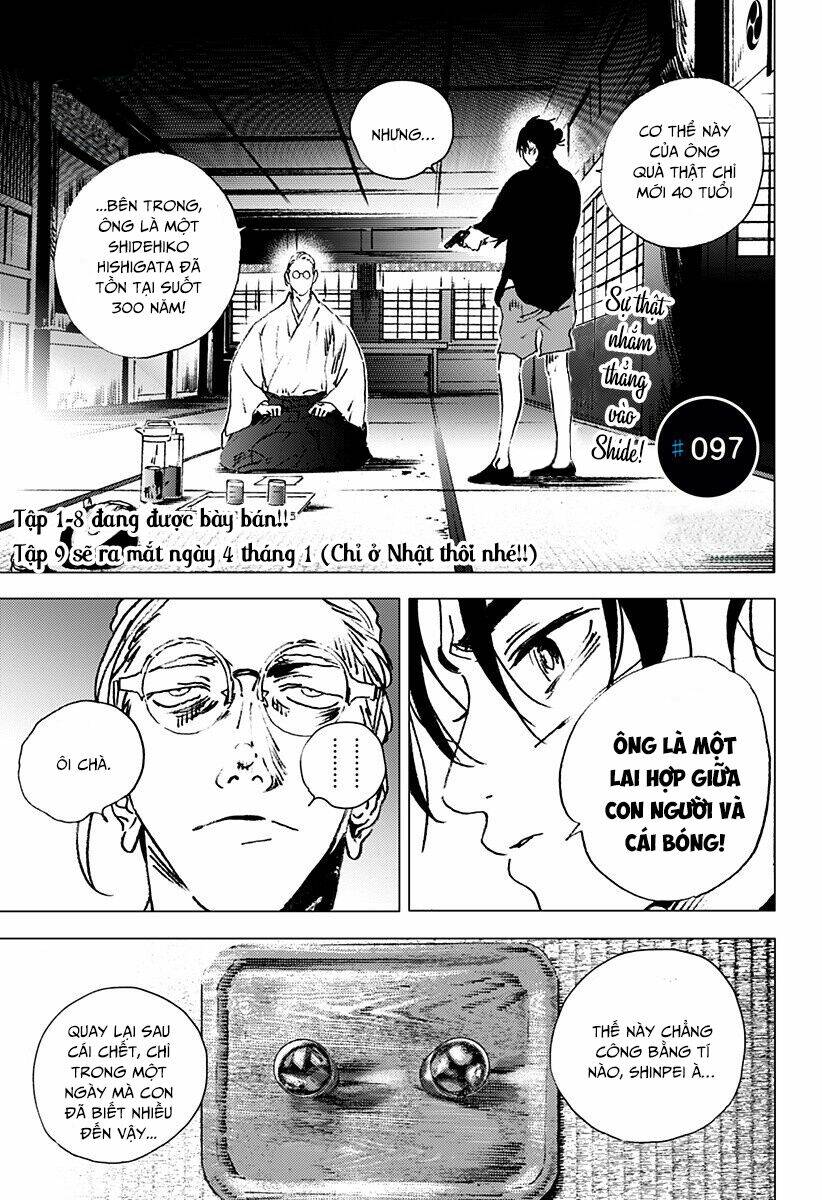 CƠ THỂ NÀY
CỦA ÔNG
QUẢ THẬT CHỈ
MỚI 40 TUỔI
NHƯNG...
...BÊN TRONG,
ÔNG LÀ MỘT
SHIDEHIKO
HISHIGATA ĐÃ
TỒN TẠI SUỐT
300 NĂM!
Sự thật
nhắm
thẳng
vào
Shide!
#097
Tập 1-8 đang được bày bán!!
Tập 9 sẽ ra mắt ngày 4 tháng 1 (Chỉ ở Nhật thôi nhé!!)
ÔNG LÀ MỘT
LAI HỢP GIỮA
CON NGƯỜI VÀ
CÁI BÓNG!
......
ÔI CHÀ.
THẾ NÀY CHẲNG
CÔNG BẰNG TÍ
NÀO, SHINPEI À...
QUAY LẠI SAU
CÁI CHẾT, CHỈ
TRONG MỘT
NGÀY MÀ CON
ĐÃ BIẾT NHIỀU
ĐẾN VẬY...